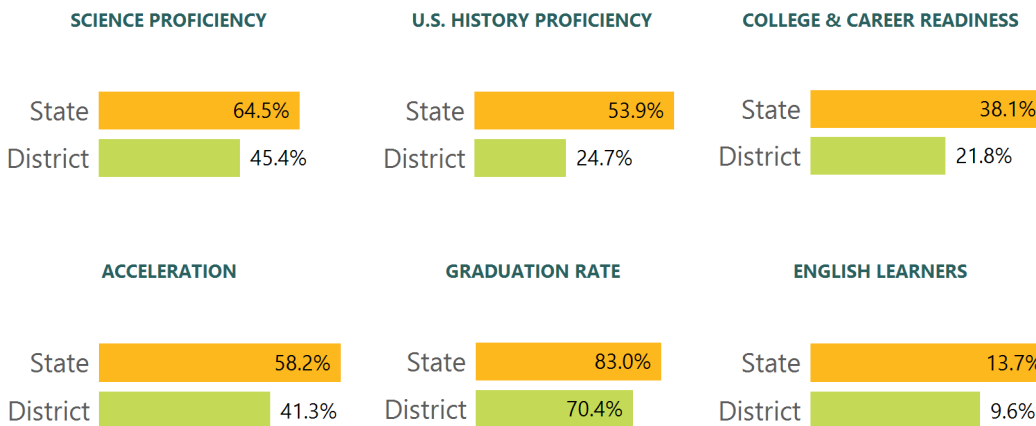 SCIENCE PROFICIENCY
State 64.5%
District 45.4%
U.S. HISTORY PROFICIENCY
State 53.9%
District 24.7%
COLLEGE & CAREER READINESS
State 38.1%
District 21.8%
ACCELERATION
State 58.2%
District 41.3%
GRADUATION RATE
State 83.0%
District 70.4%
ENGLISH LEARNERS
State 13.7%
District 9.6%